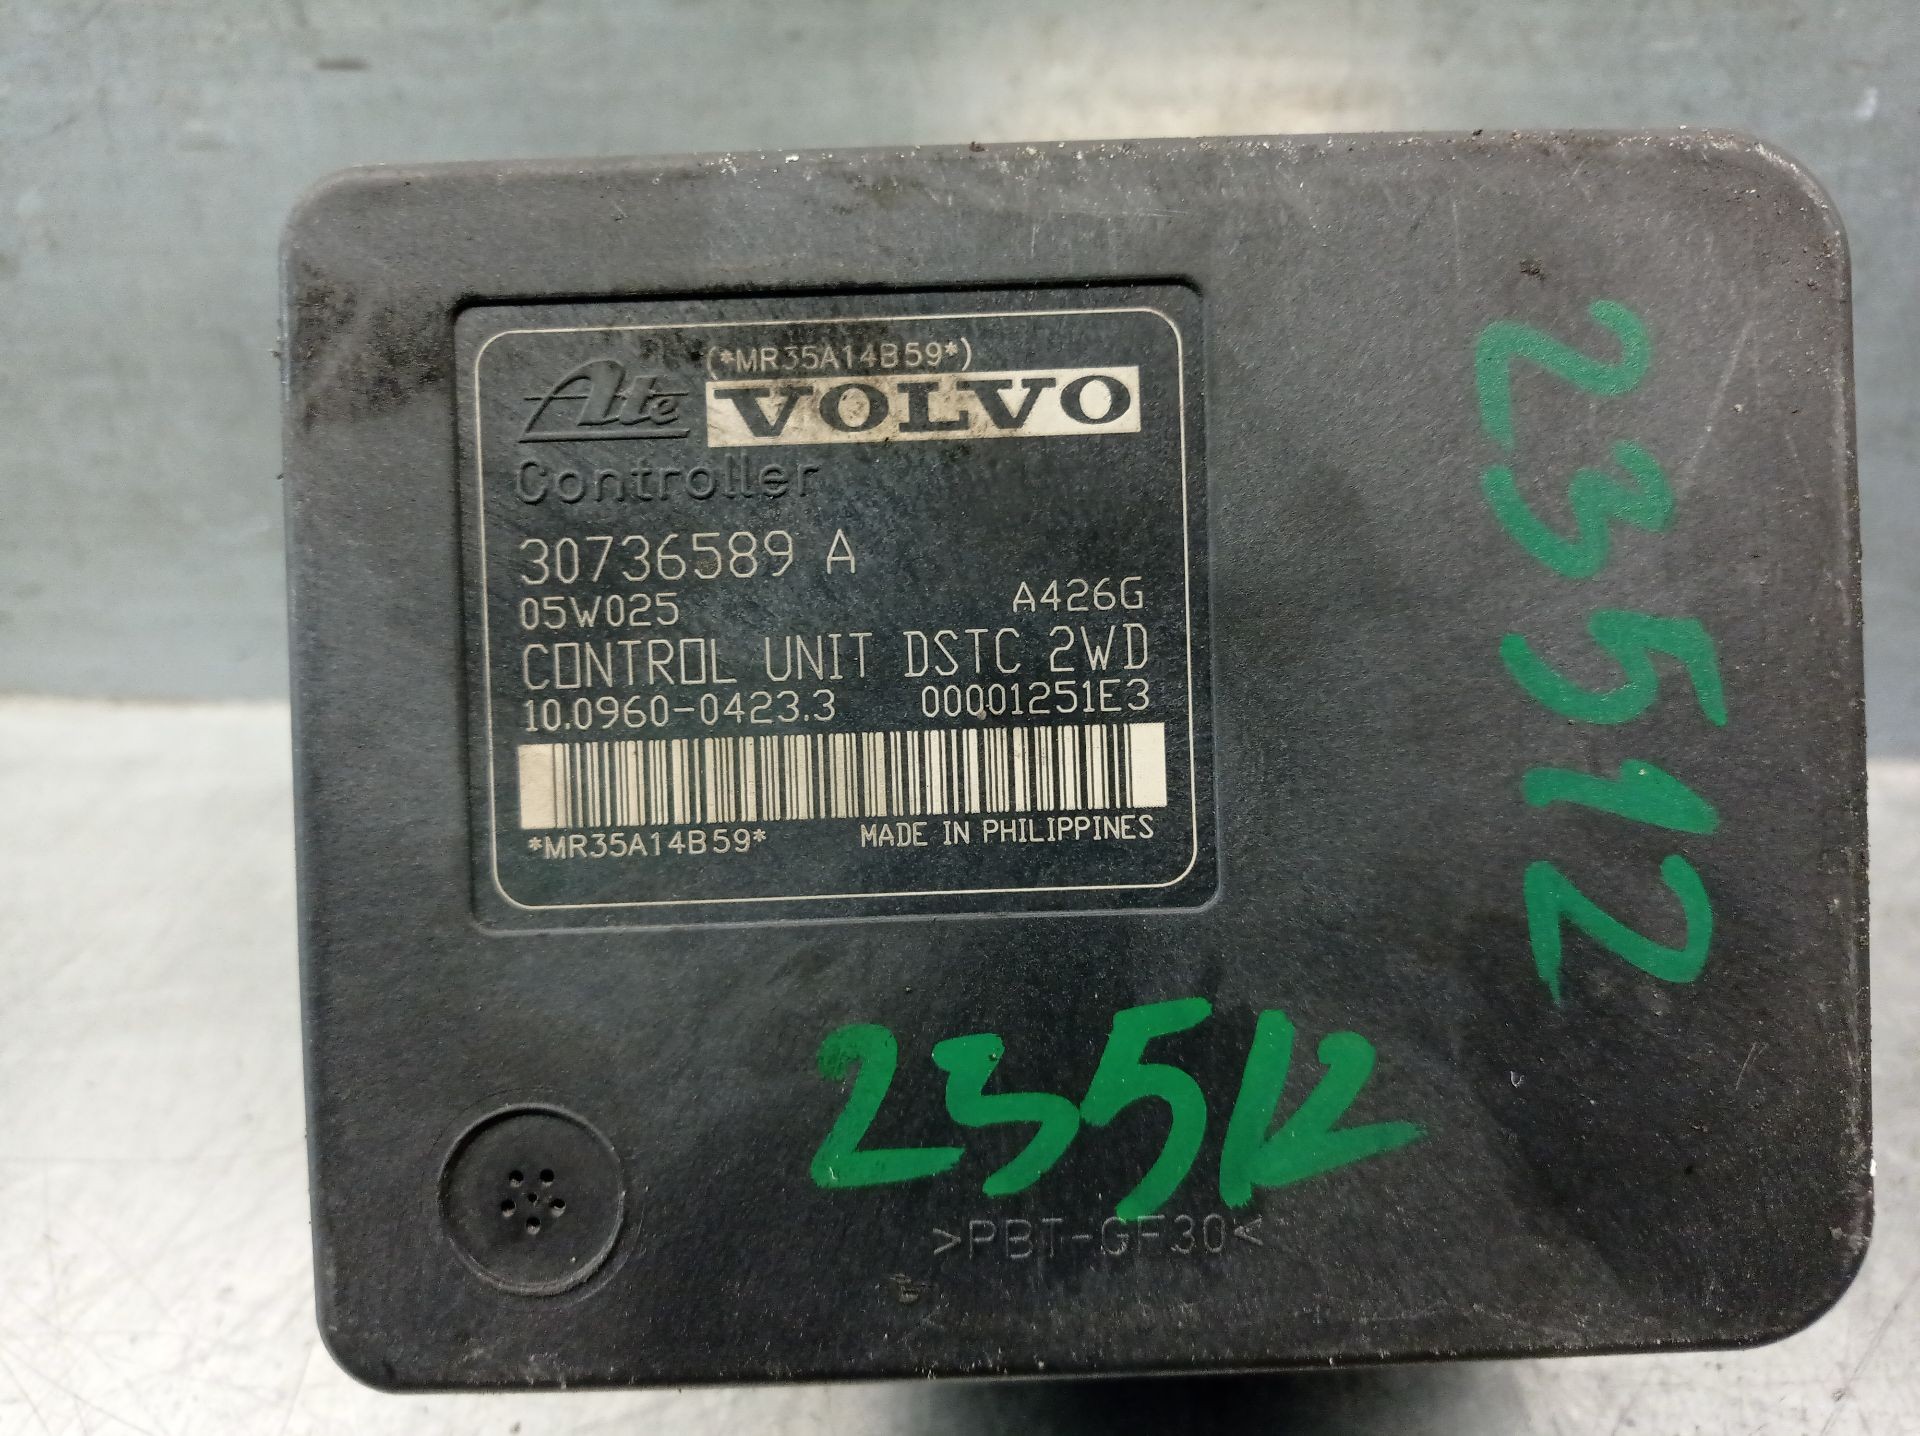 (*MR35A14B59*)
Ate VOLVO
Controller
30736589 A
05W025 A426G
CONTROL UNIT DSTC 2WD
10.0960-0423.3 00001251E3
*MR35A14B59* MADE IN PHILIPPINES
23512
23512
>PBT-GF30<